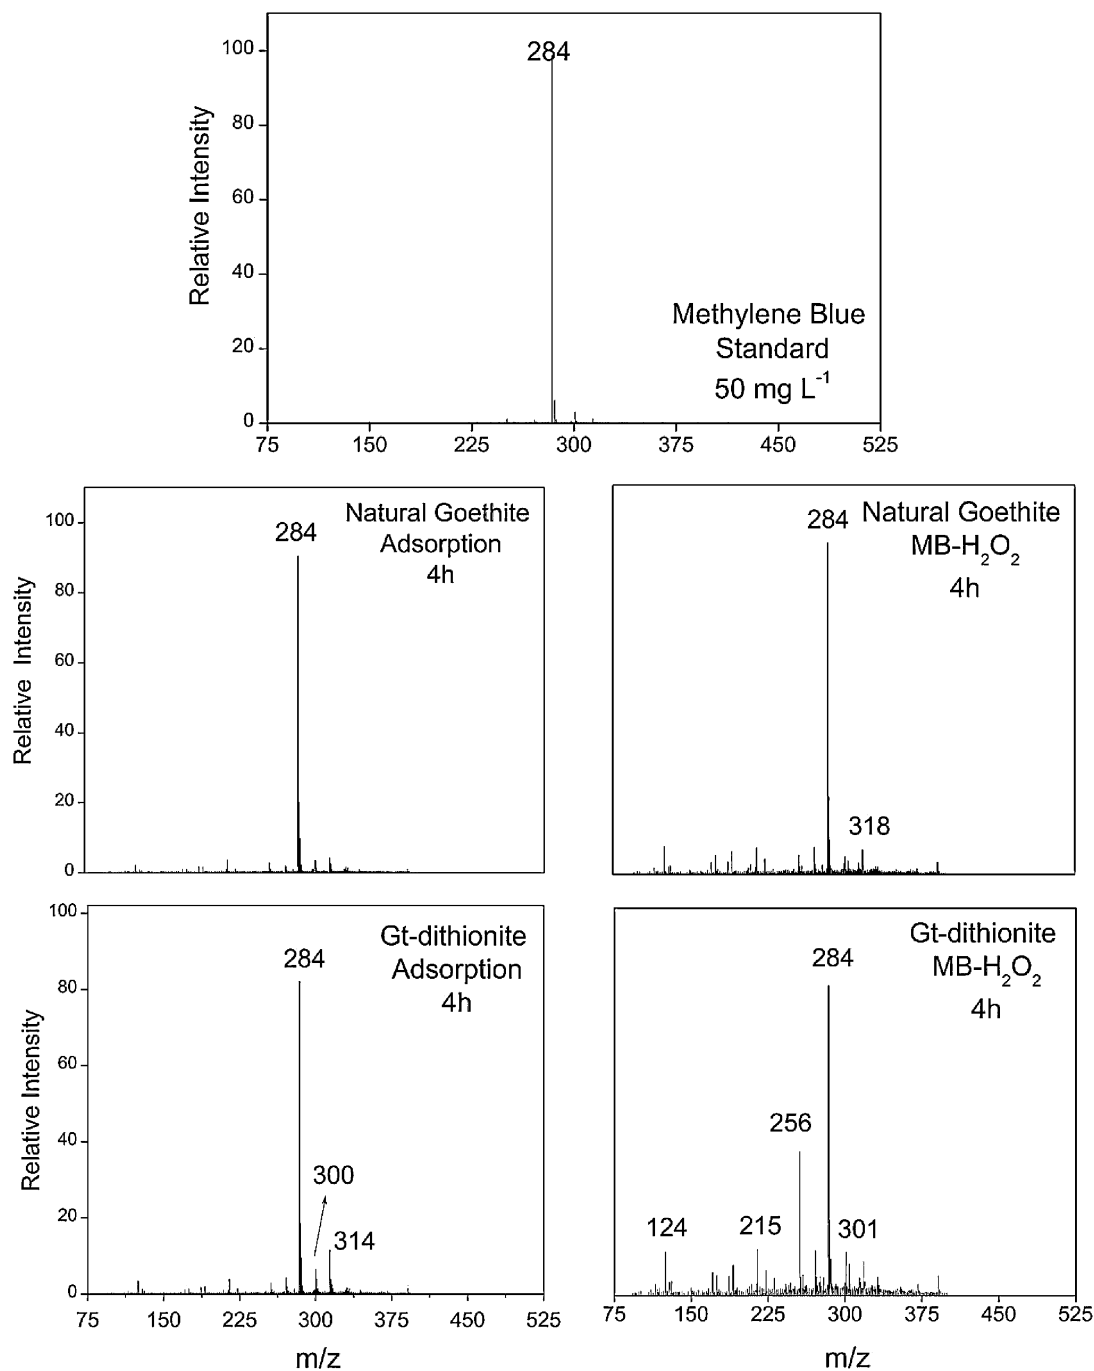 Relative Intensity
100
80
60
40
20
0
284
Methylene Blue
Standard
50 mg L⁻¹
75 150 225 300 375 450 525
Relative Intensity
100
80
60
40
20
0
284
Natural Goethite
Adsorption
4h
284
Natural Goethite
MB-H₂O₂
4h
318
Relative Intensity
100
80
60
40
20
0
284
Gt-dithionite
Adsorption
4h
300
314
75 150 225 300 375 450 525
m/z
284
Gt-dithionite
MB-H₂O₂
4h
256
124
215
301
75 150 225 300 375 450 525
m/z